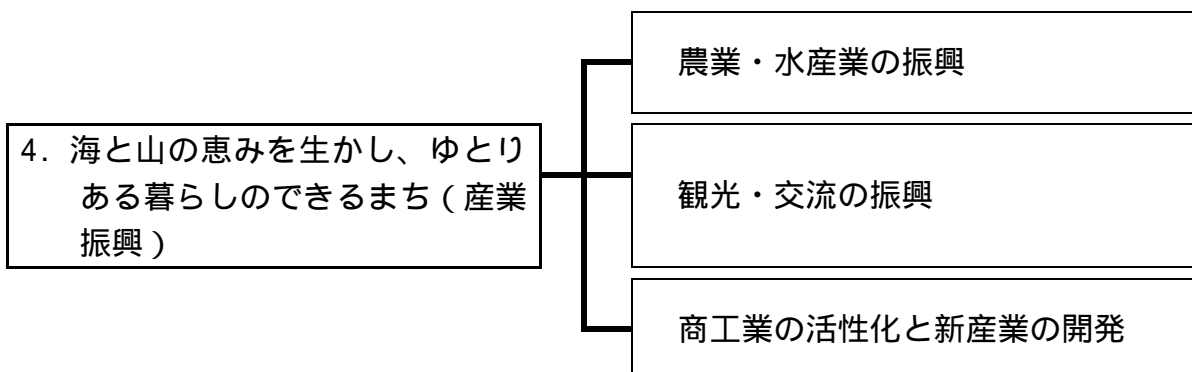 4. 海と山の恵みを生かし、ゆとり
ある暮らしのできるまち（産業
振興）
農業・水産業の振興
観光・交流の振興
商工業の活性化と新産業の開発